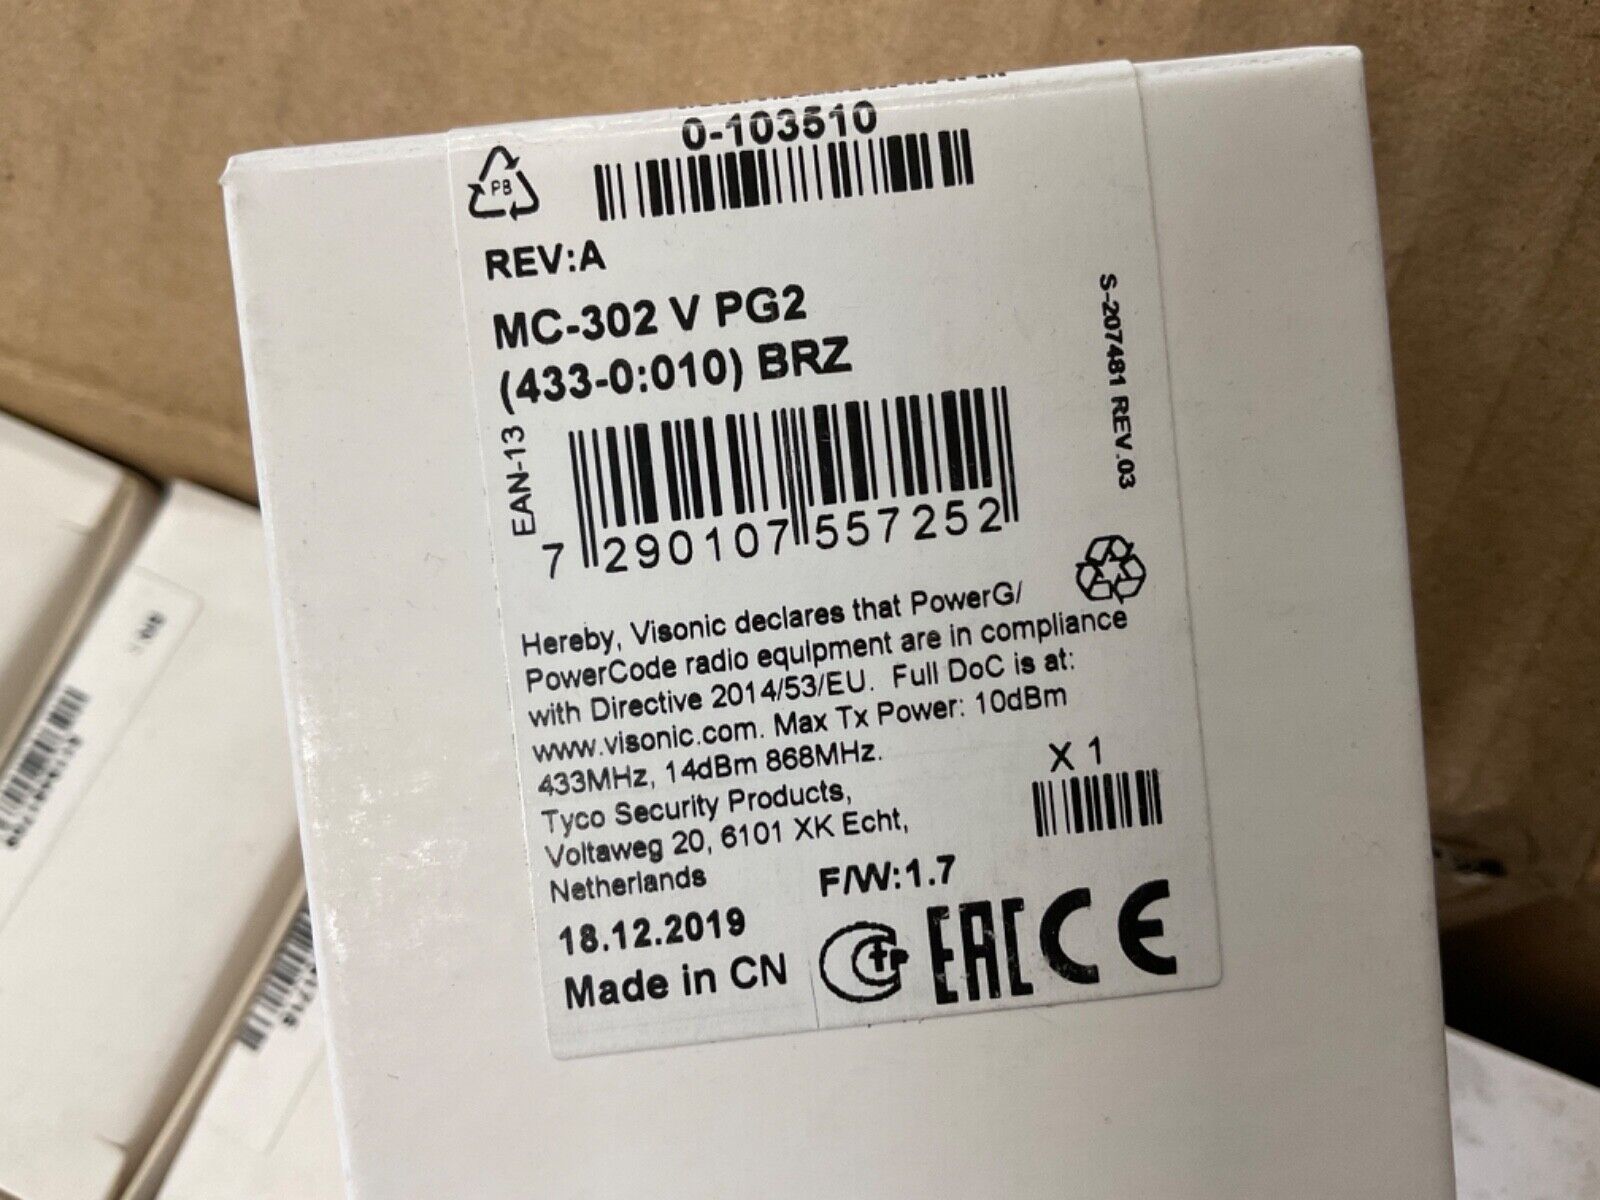 0-103510
PB
REV:A
MC-302 V PG2
(433-0:010) BRZ
EAN-13
7 290107 557252
S-207481 REV.03
Hereby, Visonic declares that PowerG/
PowerCode radio equipment are in compliance
with Directive 2014/53/EU. Full DoC is at:
www.visonic.com. Max Tx Power: 10dBm
433MHz, 14dBm 868MHz.
X 1
Tyco Security Products,
Voltaweg 20, 6101 XK Echt,
Netherlands
F/W:1.7
18.12.2019
Made in CN
EAC CE